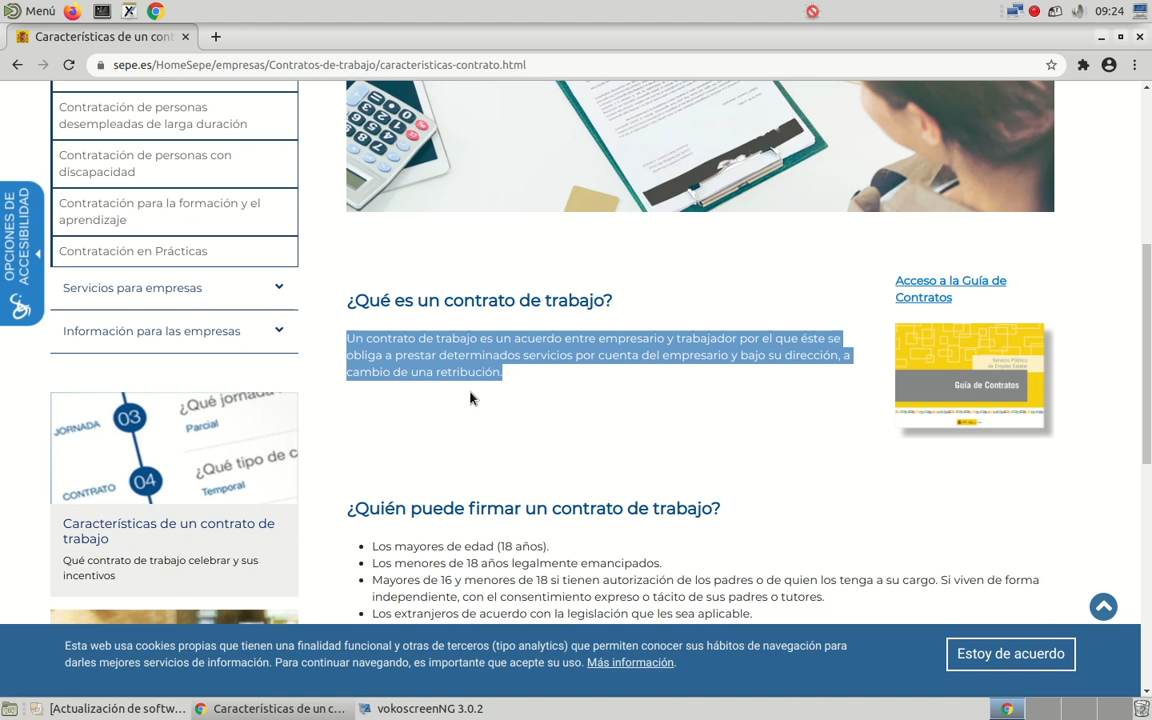 Menú
09:24
Características de un cont
sepe.es/HomeSepe/empresas/Contratos-de-trabajo/caracteristicas-contrato.html
Contratación de personas
desempleadas de larga duración
Contratación de personas con
discapacidad
Contratación para la formación y el
aprendizaje
Contratación en Prácticas
Servicios para empresas
Información para las empresas
OPCIONES DE
ACCESIBILIDAD
JORNADA
03
¿Qué jornada
Parcial
CONTRATO
04
¿Qué tipo de c
Temporal
Características de un contrato de
trabajo
Qué contrato de trabajo celebrar y sus
incentivos
¿Qué es un contrato de trabajo?
Un contrato de trabajo es un acuerdo entre empresario y trabajador por el que éste se
obliga a prestar determinados servicios por cuenta del empresario y bajo su dirección, a
cambio de una retribución.
Acceso a la Guía de
Contratos
Servicio Público
de Empleo Estatal
Guía de Contratos
¿Quién puede firmar un contrato de trabajo?
Los mayores de edad (18 años).
Los menores de 18 años legalmente emancipados.
Mayores de 16 y menores de 18 si tienen autorización de los padres o de quien los tenga a su cargo. Si viven de forma
independiente, con el consentimiento expreso o tácito de sus padres o tutores.
Los extranjeros de acuerdo con la legislación que les sea aplicable.
Esta web usa cookies propias que tienen una finalidad funcional y otras de terceros (tipo analytics) que permiten conocer sus hábitos de navegación para
darles mejores servicios de información. Para continuar navegando, es importante que acepte su uso. Más información.
Estoy de acuerdo
[Actualización de softw...
Características de un c...
vokoscreenNG 3.0.2